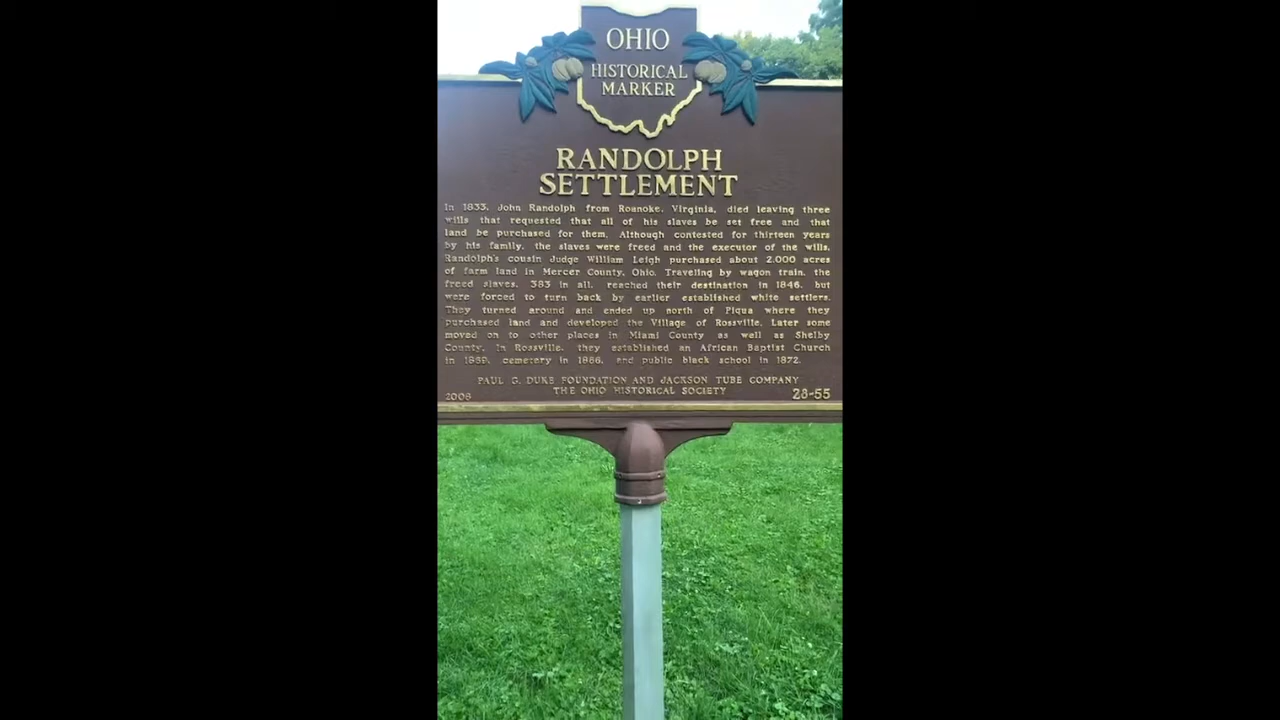 OHIO
HISTORICAL
MARKER
RANDOLPH
SETTLEMENT
In 1833, John Randolph from Roanoke, Virginia, died leaving three
wills that requested that all of his slaves be set free and that
land be purchased for them. Although contested for thirteen years
by his family, the slaves were freed and the executor of the wills,
Randolph's cousin Judge William Leigh purchased about 2,000 acres
of farm land in Mercer County, Ohio. Traveling by wagon train, the
freed slaves, 383 in all, reached their destination in 1846, but
were forced to turn back by earlier established white settlers.
They turned around and ended up north of Piqua where they
purchased land and developed the Village of Rossville. Later some
moved on to other places in Miami County as well as Shelby
County. In Rossville, they established an African Baptist Church
in 1869, cemetery in 1866, and public black school in 1872.
PAUL G. DUKE FOUNDATION AND JACKSON TUBE COMPANY
THE OHIO HISTORICAL SOCIETY
2006
28-55